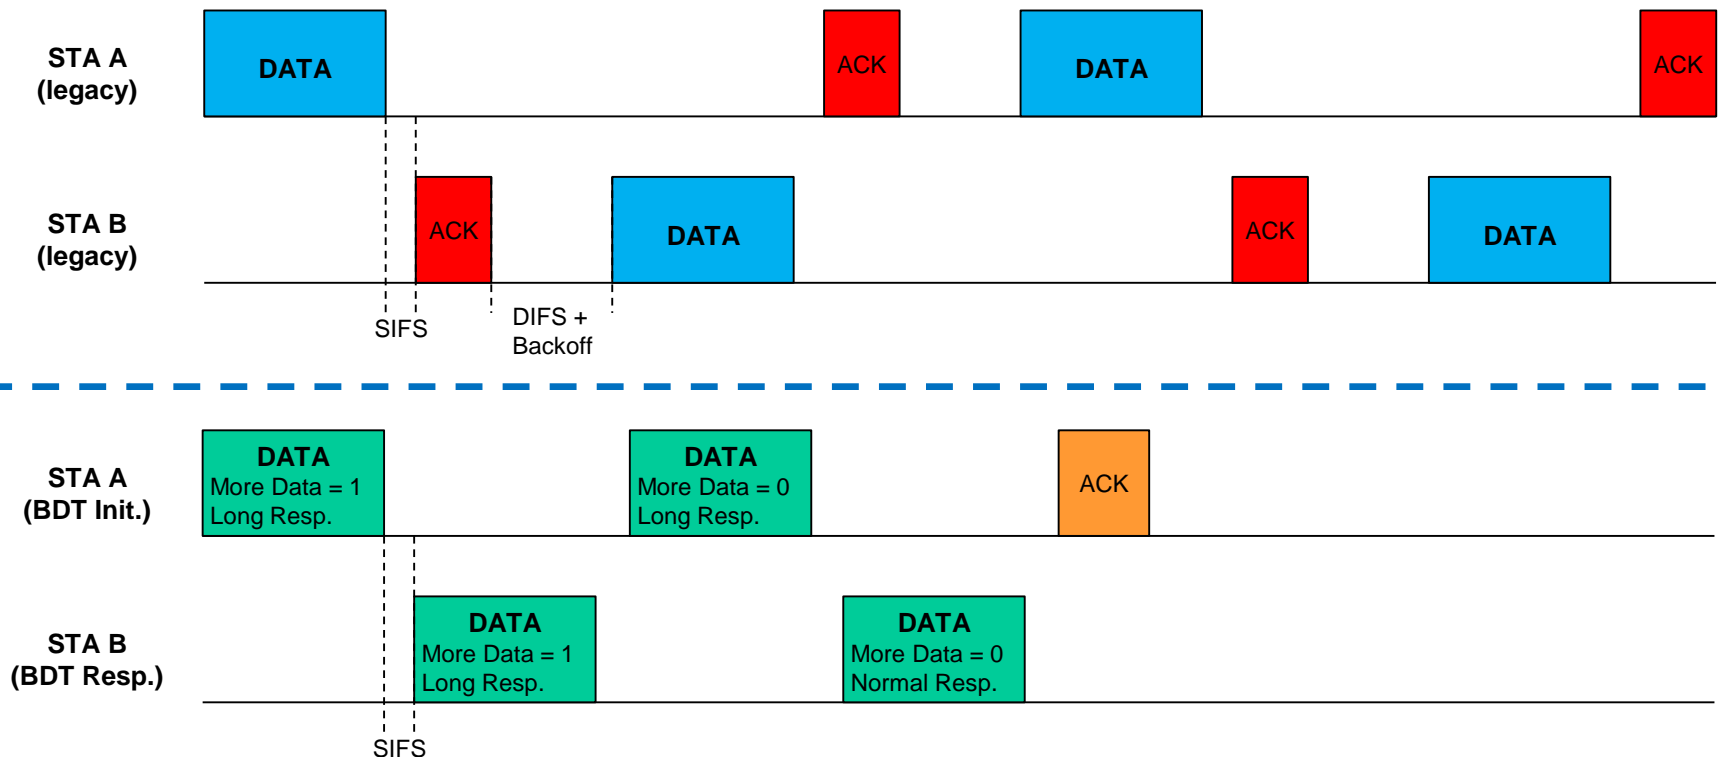 STA A
(legacy)
DATA
ACK
DATA
ACK
STA B
(legacy)
ACK
DATA
ACK
DATA
SIFS
DIFS +
Backoff
STA A
(BDT Init.)
DATA
More Data = 1
Long Resp.
DATA
More Data = 0
Long Resp.
ACK
STA B
(BDT Resp.)
DATA
More Data = 1
Long Resp.
DATA
More Data = 0
Normal Resp.
SIFS